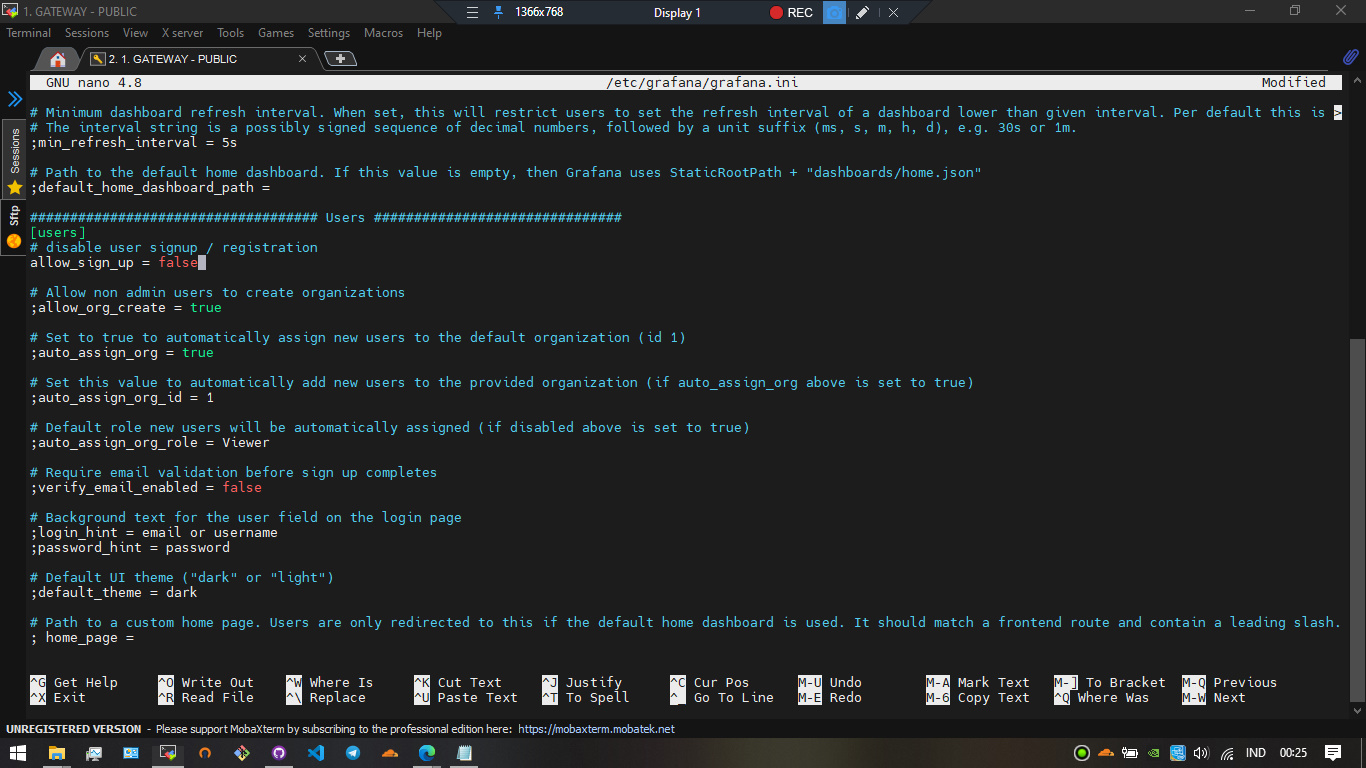 1. GATEWAY - PUBLIC
1366x768
Display 1
REC
Terminal Sessions View X server Tools Games Settings Macros Help
2. 1. GATEWAY - PUBLIC
GNU nano 4.8 /etc/grafana/grafana.ini Modified
Sessions
Sftp
# Minimum dashboard refresh interval. When set, this will restrict users to set the refresh interval of a dashboard lower than given interval. Per default this is >
# The interval string is a possibly signed sequence of decimal numbers, followed by a unit suffix (ms, s, m, h, d), e.g. 30s or 1m.
;min_refresh_interval = 5s
# Path to the default home dashboard. If this value is empty, then Grafana uses StaticRootPath + "dashboards/home.json"
;default_home_dashboard_path =
#################################### Users ###############################
[users]
# disable user signup / registration
allow_sign_up = false
# Allow non admin users to create organizations
;allow_org_create = true
# Set to true to automatically assign new users to the default organization (id 1)
;auto_assign_org = true
# Set this value to automatically add new users to the provided organization (if auto_assign_org above is set to true)
;auto_assign_org_id = 1
# Default role new users will be automatically assigned (if disabled above is set to true)
;auto_assign_org_role = Viewer
# Require email validation before sign up completes
;verify_email_enabled = false
# Background text for the user field on the login page
;login_hint = email or username
;password_hint = password
# Default UI theme ("dark" or "light")
;default_theme = dark
# Path to a custom home page. Users are only redirected to this if the default home dashboard is used. It should match a frontend route and contain a leading slash.
; home_page =
^G Get Help ^O Write Out ^W Where Is ^K Cut Text ^J Justify ^C Cur Pos M-U Undo M-A Mark Text M-] To Bracket M-Q Previous
^X Exit ^R Read File ^\ Replace ^U Paste Text ^T To Spell ^_ Go To Line M-E Redo M-6 Copy Text ^Q Where Was M-W Next
UNREGISTERED VERSION - Please support MobaXterm by subscribing to the professional edition here: https://mobaxterm.mobatek.net
IND 00:25